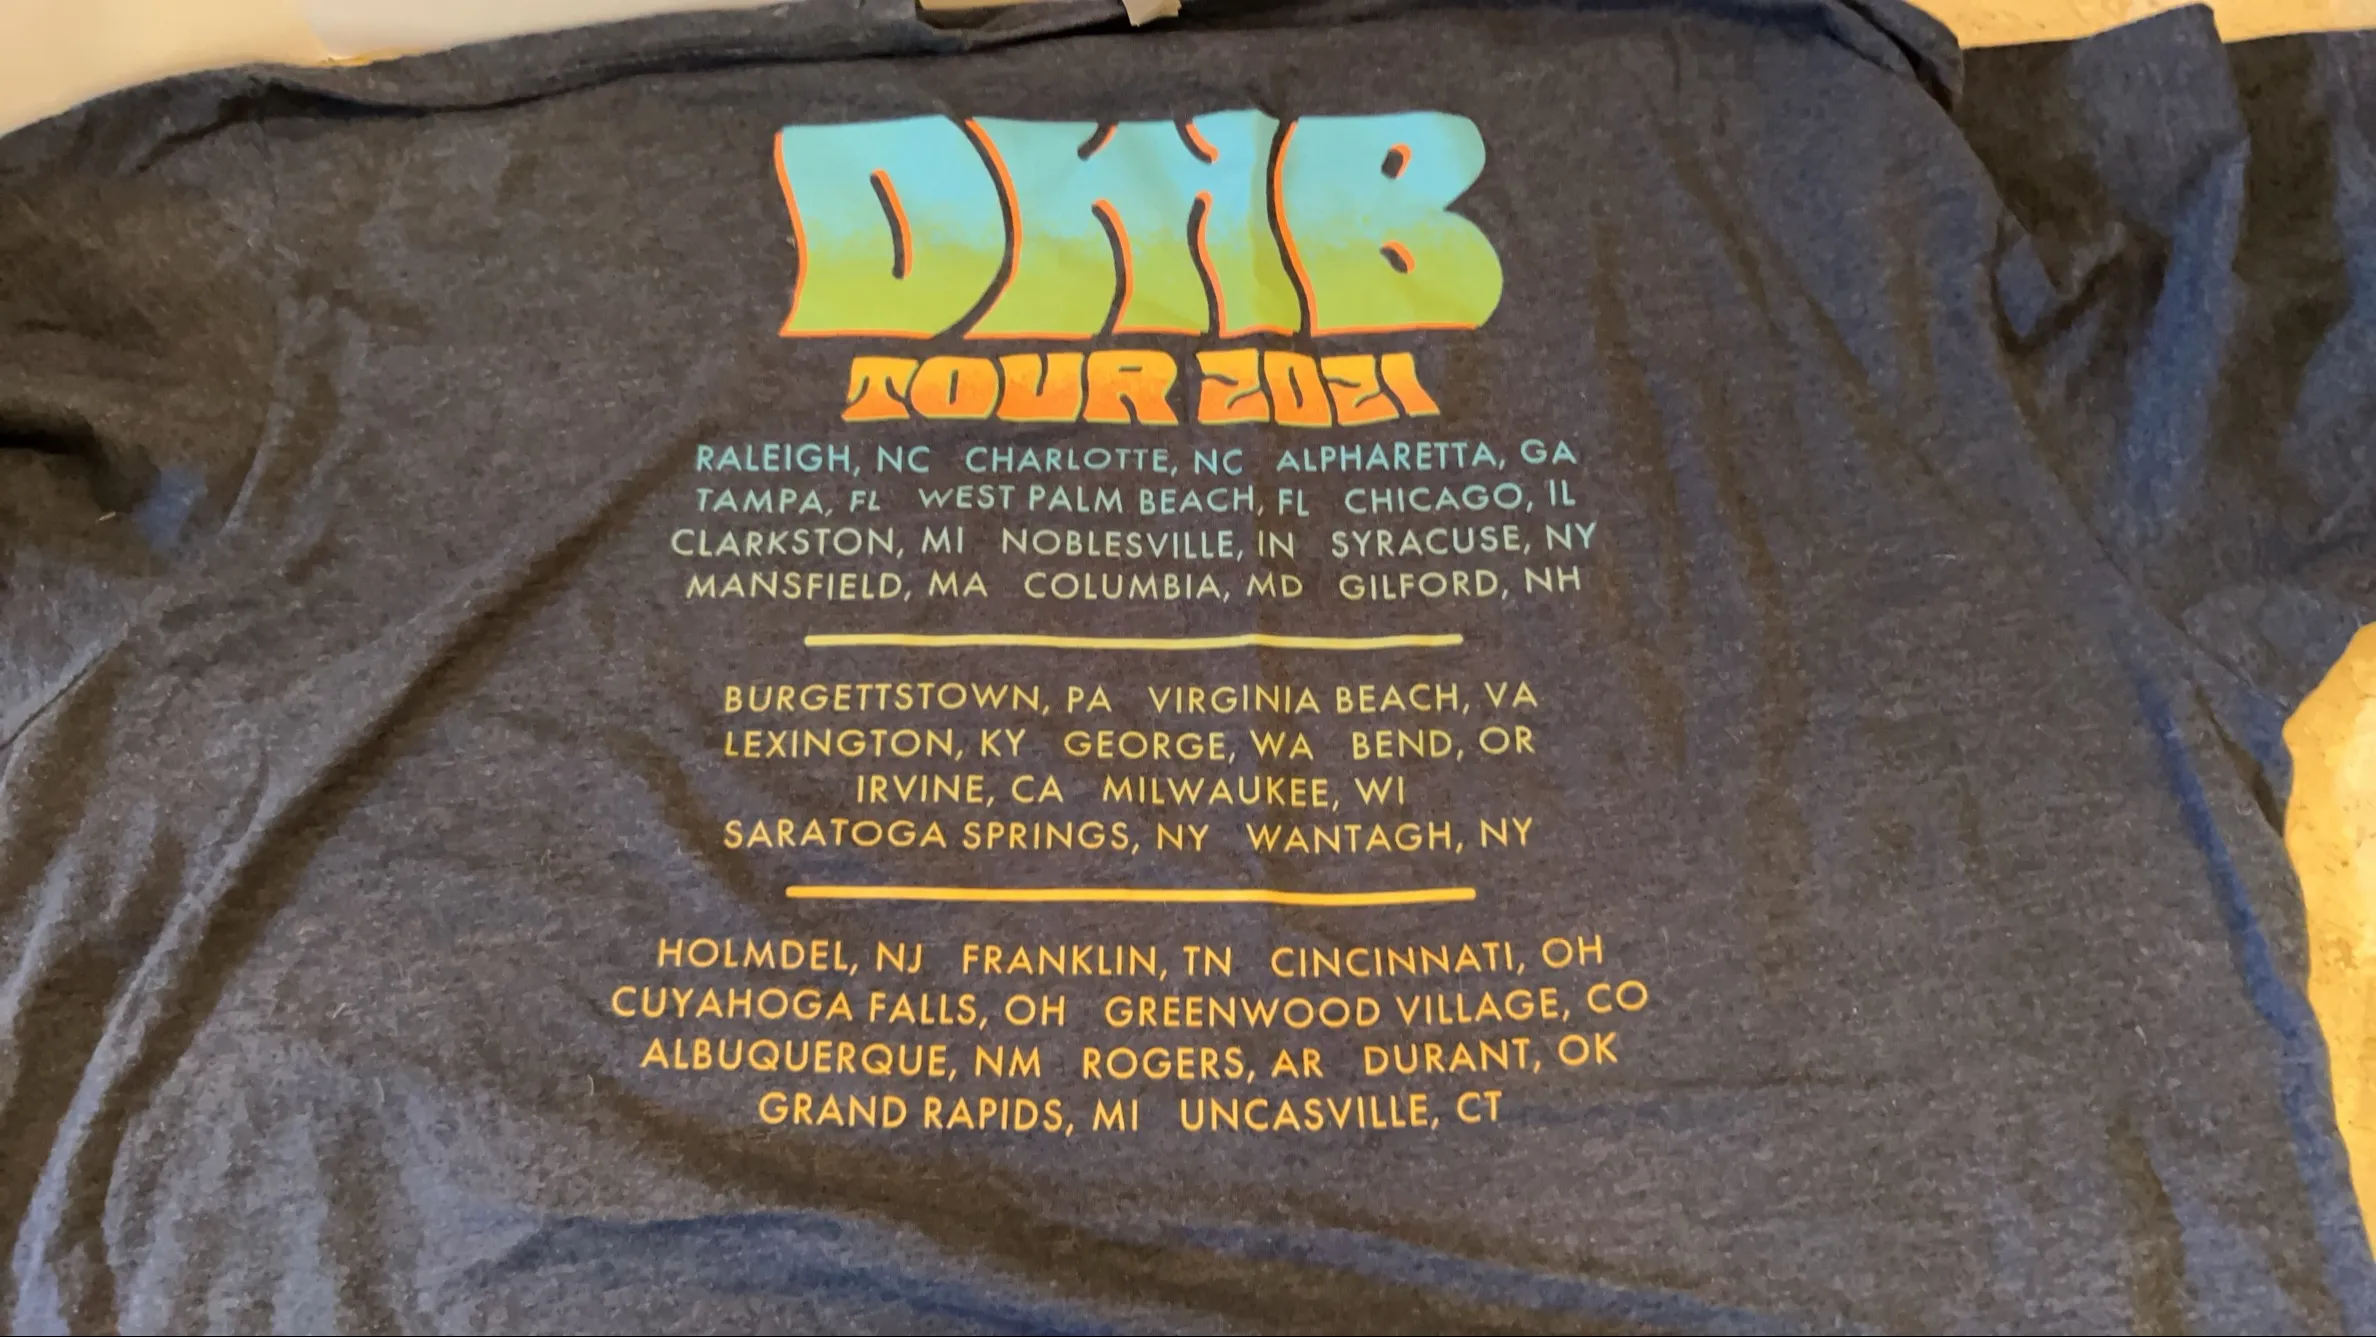 DMB
TOUR 2021
RALEIGH, NC CHARLOTTE, NC ALPHARETTA, GA
TAMPA, FL WEST PALM BEACH, FL CHICAGO, IL
CLARKSTON, MI NOBLESVILLE, IN SYRACUSE, NY
MANSFIELD, MA COLUMBIA, MD GILFORD, NH
BURGETTSTOWN, PA VIRGINIA BEACH, VA
LEXINGTON, KY GEORGE, WA BEND, OR
IRVINE, CA MILWAUKEE, WI
SARATOGA SPRINGS, NY WANTAGH, NY
HOLMDEL, NJ FRANKLIN, TN CINCINNATI, OH
CUYAHOGA FALLS, OH GREENWOOD VILLAGE, CO
ALBUQUERQUE, NM ROGERS, AR DURANT, OK
GRAND RAPIDS, MI UNCASVILLE, CT